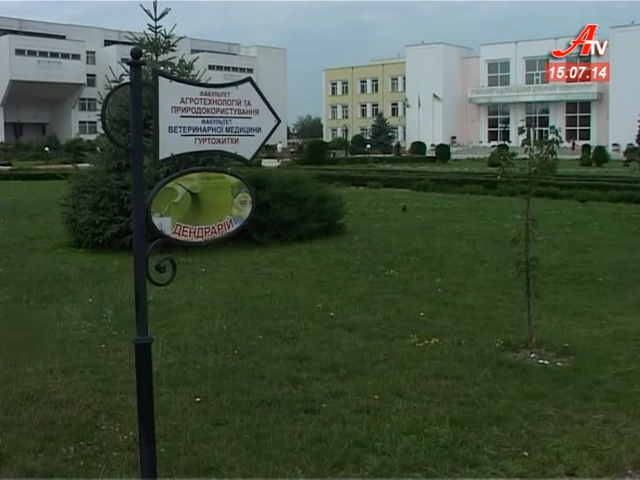 ФАКУЛЬТЕТ
АГРОТЕХНОЛОГІЙ ТА
ПРИРОДОКОРИСТУВАННЯ
ФАКУЛЬТЕТ
ВЕТЕРИНАРНОЇ МЕДИЦИНИ
ГУРТОЖИТКИ
ДЕНДРАРІЙ
ATV
15.07.14